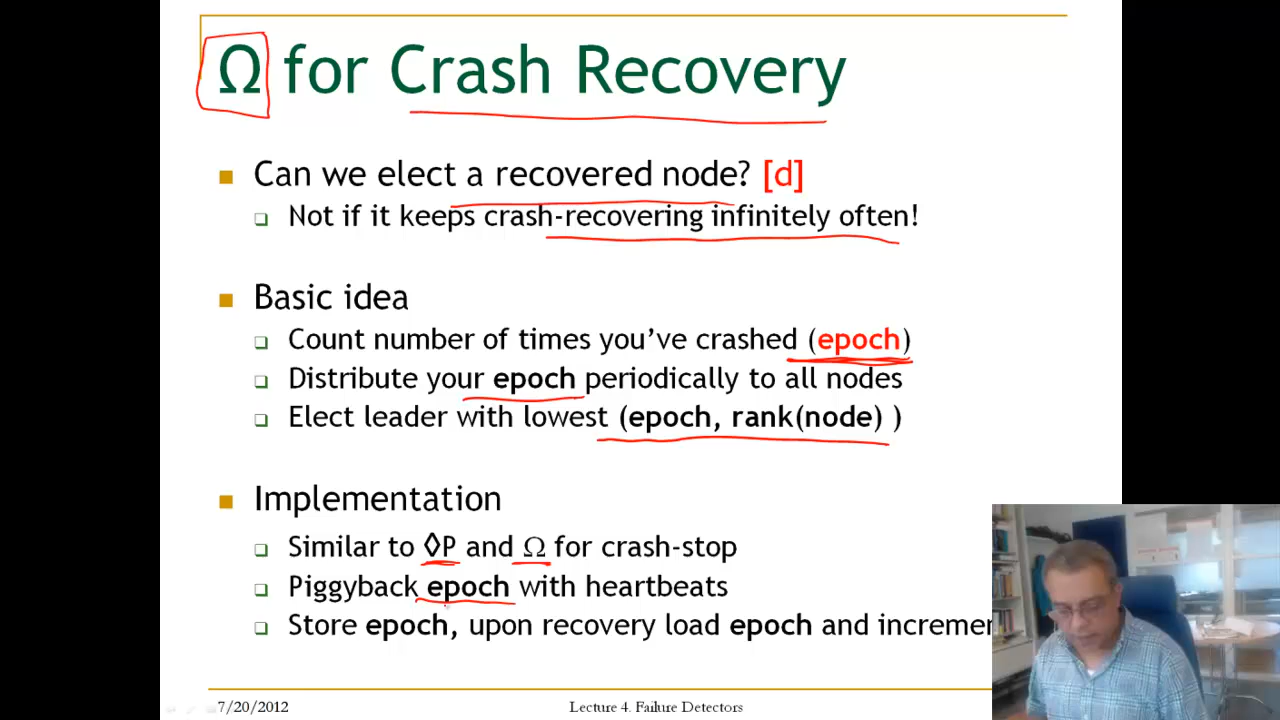 Ω for Crash Recovery
Can we elect a recovered node? [d]
Not if it keeps crash-recovering infinitely often!
Basic idea
Count number of times you've crashed (epoch)
Distribute your epoch periodically to all nodes
Elect leader with lowest (epoch, rank(node) )
Implementation
Similar to ◊P and Ω for crash-stop
Piggyback epoch with heartbeats
Store epoch, upon recovery load epoch and incremen
7/20/2012
Lecture 4. Failure Detectors